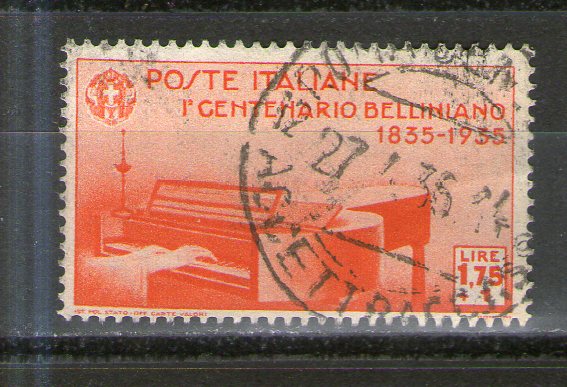 POSTE ITALIANE
I° CENTENARIO BELLINIANO
1835-1935
LIRE
1,75
+ 1
IST. POL. STATO-OFF. CARTE-VALORI